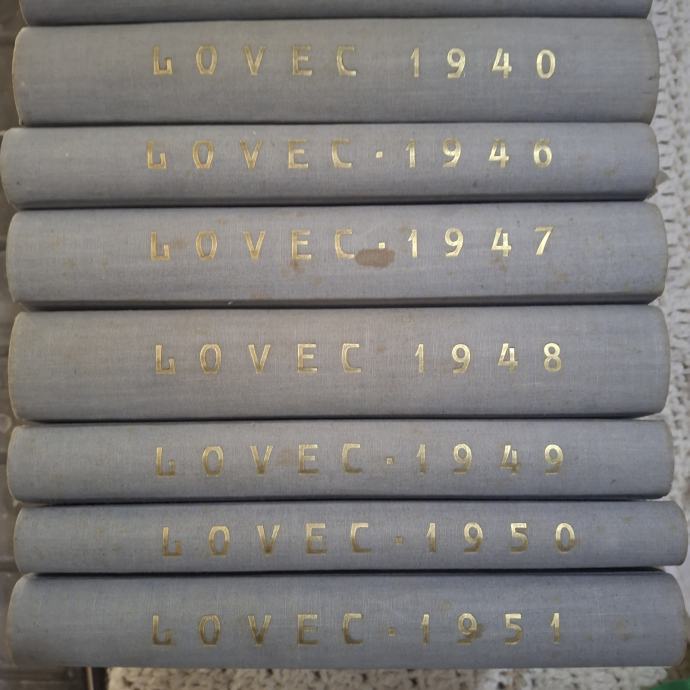 LOVEC 1940
LOVEC · 1946
LOVEC · 1947
LOVEC 1948
LOVEC · 1949
LOVEC · 1950
LOVEC · 1951